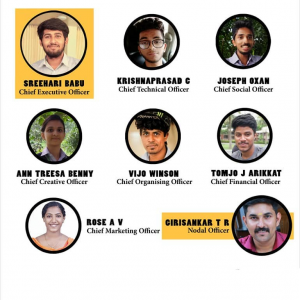 SREEHARI BABU
Chief Executive Officer
KRISHNAPRASAD C
Chief Technical Officer
JOSEPH OXAN
Chief Social Officer
ANN TREESA BENNY
Chief Creative Officer
VIJO WINSON
Chief Organising Officer
TOMJO J ARIKKAT
Chief Financial Officer
ROSE A V
Chief Marketing Officer
GIRISANKAR T R
Nodal Officer